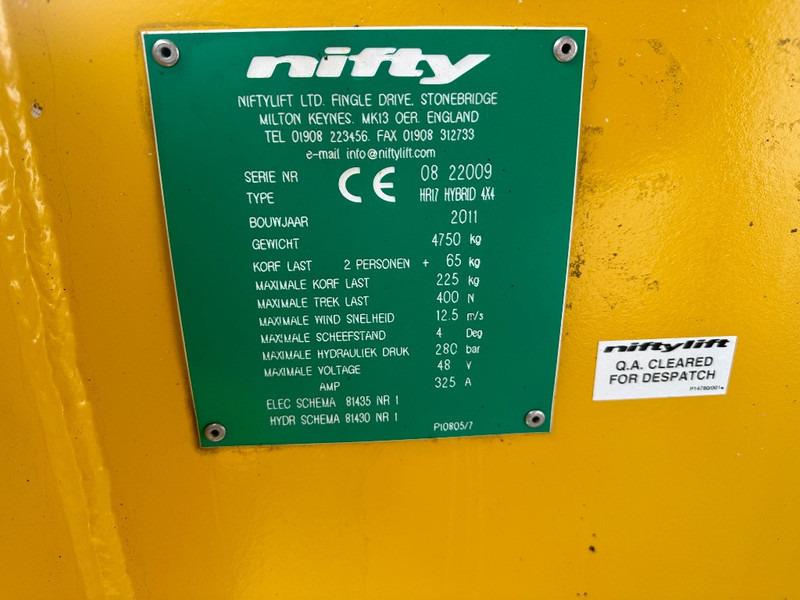 nifty
NIFTYLIFT LTD. FINGLE DRIVE. STONEBRIDGE
MILTON KEYNES. MK13 OER. ENGLAND
TEL 01908 223456. FAX 01908 312733
e-mail info@niftylift.com
SERIE NR CE 08 22009
TYPE HR17 HYBRID 4X4
BOUWJAAR 2011
GEWICHT 4750 kg
KORF LAST 2 PERSONEN + 65 kg
MAXIMALE KORF LAST 225 kg
MAXIMALE TREK LAST 400 N
MAXIMALE WIND SNELHEID 12.5 m/s
MAXIMALE SCHEEFSTAND 4 Deg
MAXIMALE HYDRAULIEK DRUK 280 bar
MAXIMALE VOLTAGE 48 V
AMP 325 A
ELEC SCHEMA 81435 NR 1
HYDR SCHEMA 81430 NR 1
P10805/7
niftylift
Q.A. CLEARED
FOR DESPATCH
P14780/001a